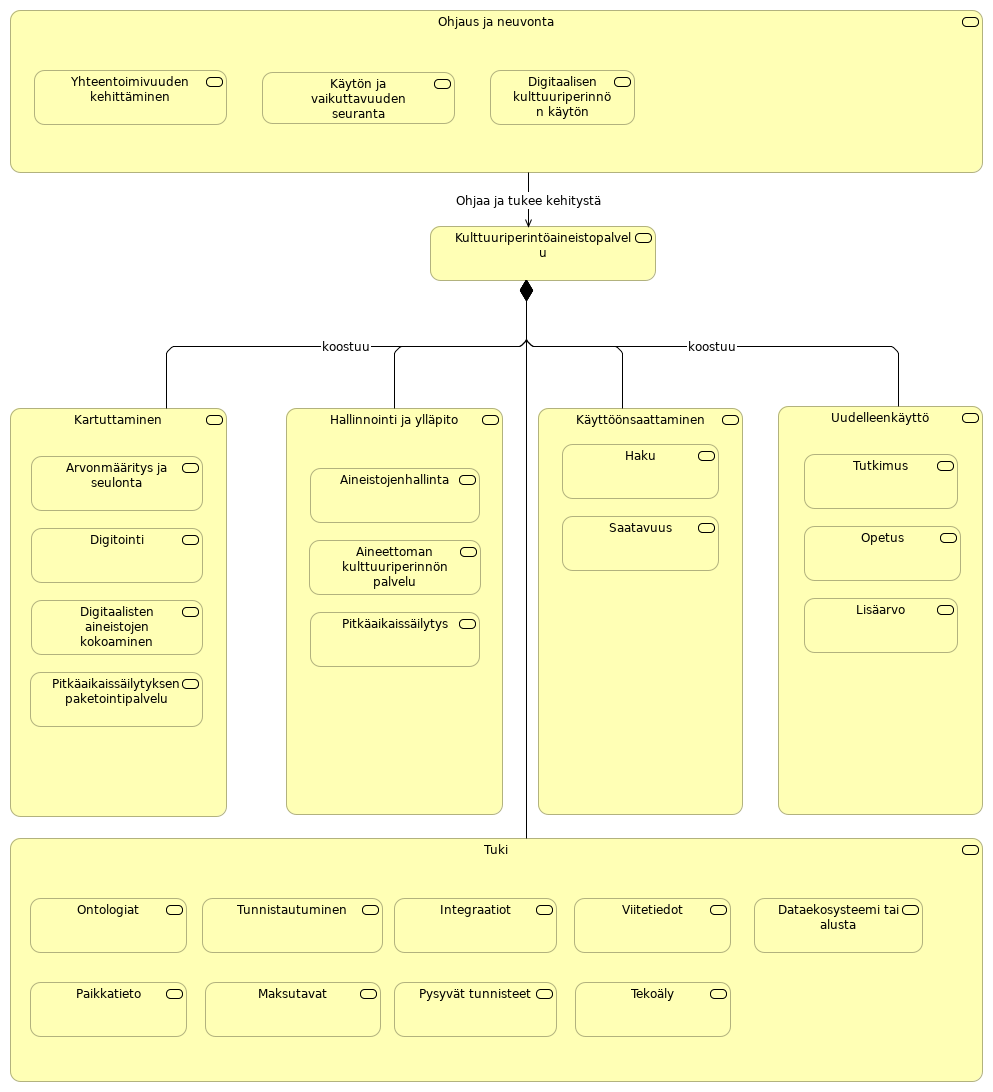 Ohjaus ja neuvonta
Yhteentoimivuuden
kehittäminen
Käytön ja
vaikuttavuuden
seuranta
Digitaalisen
kulttuuriperinnö
n käytön
Ohjaa ja tukee kehitystä
Kulttuuriperintöaineistopalvel
u
koostuu
koostuu
Kartuttaminen
Arvonmääritys ja
seulonta
Digitointi
Digitaalisten
aineistojen
kokoaminen
Pitkäaikaissäilytyksen
paketointipalvelu
Hallinnointi ja ylläpito
Aineistojenhallinta
Aineettoman
kulttuuriperinnön
palvelu
Pitkäaikaissäilytys
Käyttöönsaattaminen
Haku
Saatavuus
Uudelleenkäyttö
Tutkimus
Opetus
Lisäarvo
Tuki
Ontologiat
Tunnistautuminen
Integraatiot
Viitetiedot
Dataekosysteemi tai
alusta
Paikkatieto
Maksutavat
Pysyvät tunnisteet
Tekoäly